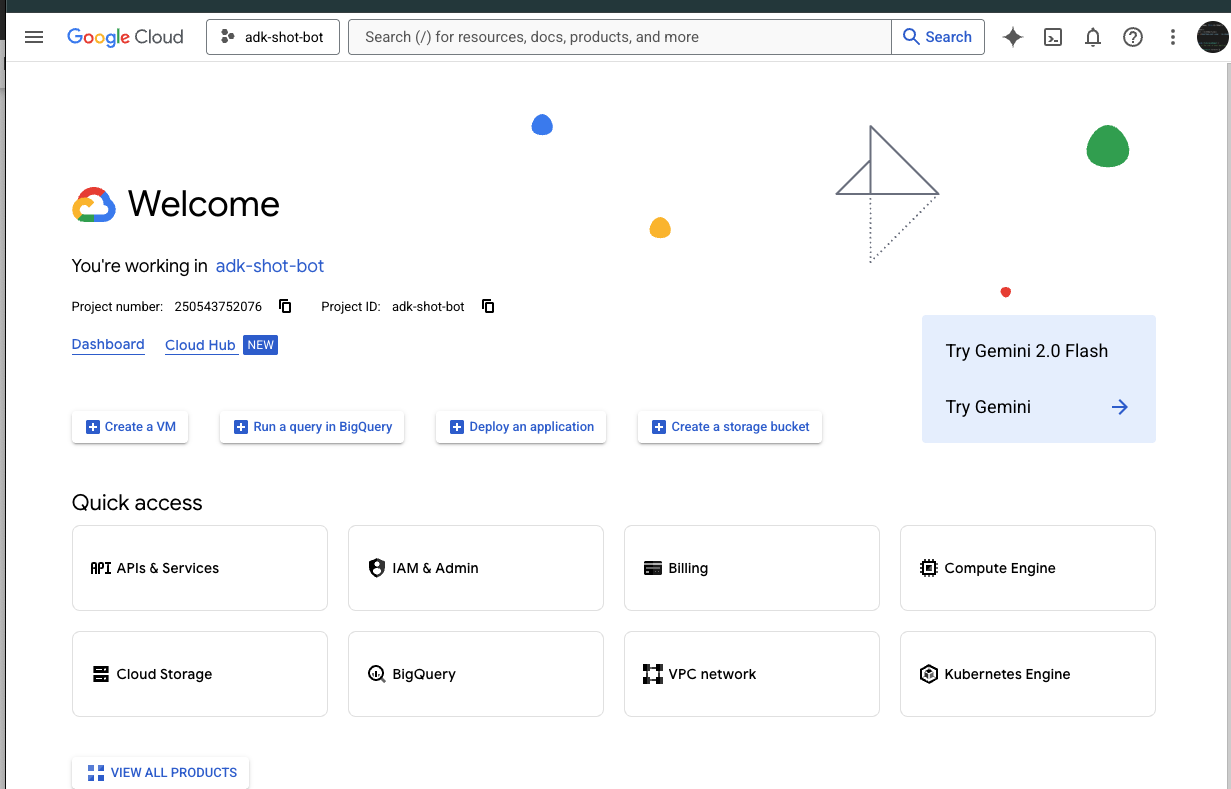 Google Cloud adk-shot-bot Search (/) for resources, docs, products, and more Search
Welcome
You're working in adk-shot-bot
Project number: 250543752076 Project ID: adk-shot-bot
Dashboard Cloud Hub NEW
Try Gemini 2.0 Flash
Try Gemini
Create a VM Run a query in BigQuery Deploy an application Create a storage bucket
Quick access
API APIs & Services IAM & Admin Billing Compute Engine
Cloud Storage BigQuery VPC network Kubernetes Engine
VIEW ALL PRODUCTS